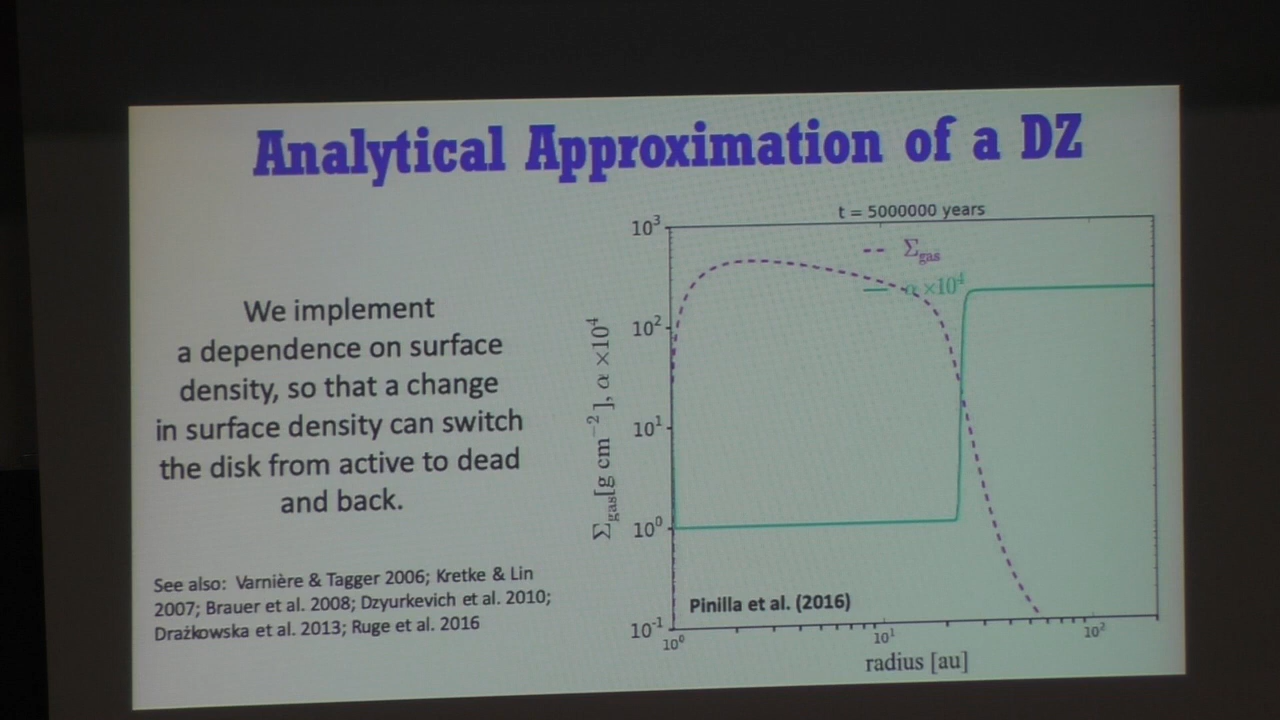 Analytical Approximation of a DZ
We implement
a dependence on surface
density, so that a change
in surface density can switch
the disk from active to dead
and back.
See also: Varnière & Tagger 2006; Kretke & Lin
2007; Brauer et al. 2008; Dzyurkevich et al. 2010;
Drażkowska et al. 2013; Ruge et al. 2016
t = 5000000 years
Σgas
α ×10⁴
Σgas[g cm⁻²], α ×10⁴
10³
10²
10¹
10⁰
10⁻¹
Pinilla et al. (2016)
10⁰ 10¹ 10²
radius [au]